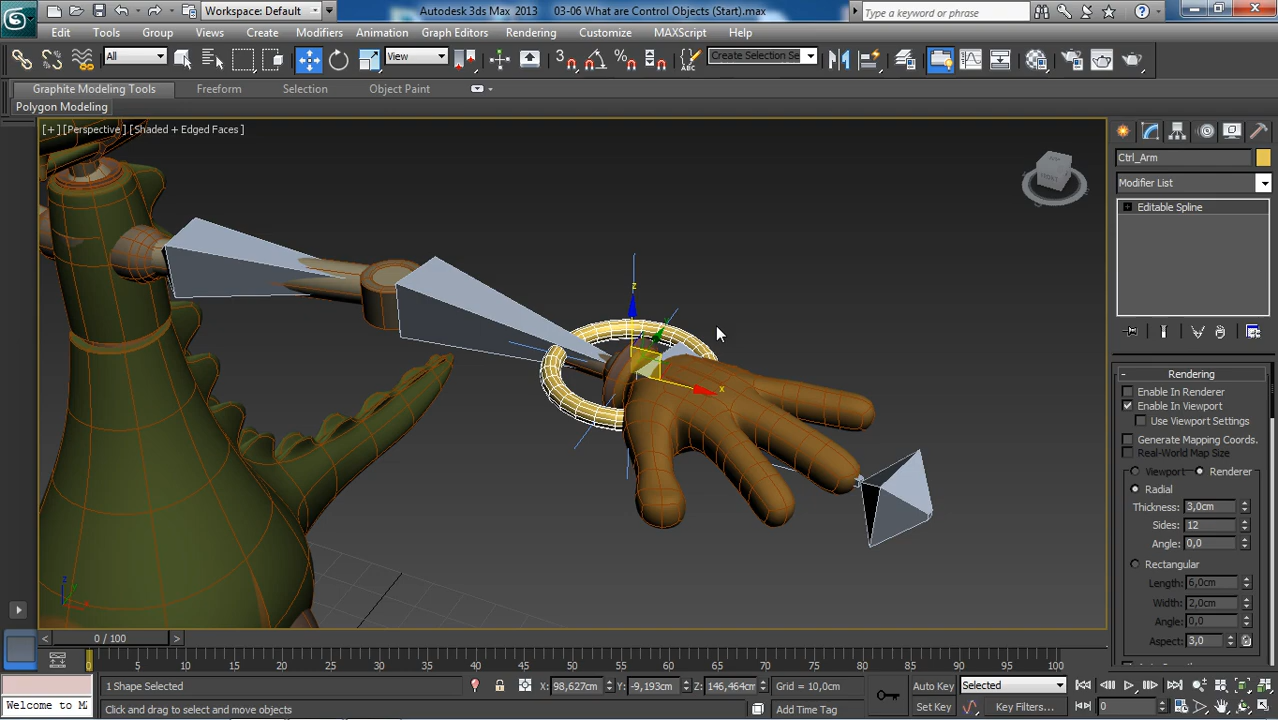 Workspace: Default
Autodesk 3ds Max 2013
03-06 What are Control Objects (Start).max
Type a keyword or phrase
Edit Tools Group Views Create Modifiers Animation Graph Editors Rendering Customize MAXScript Help
All
View
3
Create Selection Se
Graphite Modeling Tools Freeform Selection Object Paint
Polygon Modeling
[+] [Perspective] [Shaded + Edged Faces]
Ctrl_Arm
Modifier List
Editable Spline
z
x
Rendering
Enable In Renderer
Enable In Viewport
Use Viewport Settings
Generate Mapping Coords.
Real-World Map Size
Viewport Renderer
Radial
Thickness: 3,0cm
Sides: 12
Angle: 0,0
Rectangular
Length: 6,0cm
Width: 2,0cm
Angle: 0,0
Aspect: 3,0
0 / 100
0 5 10 15 20 25 30 35 40 45 50 55 60 65 70 75 80 85 90 95 100
1 Shape Selected
X: 98,627cm Y: -9,193cm Z: 146,464cm Grid = 10,0cm
Auto Key Selected
Welcome to M
Click and drag to select and move objects
Add Time Tag
Set Key Key Filters... 0